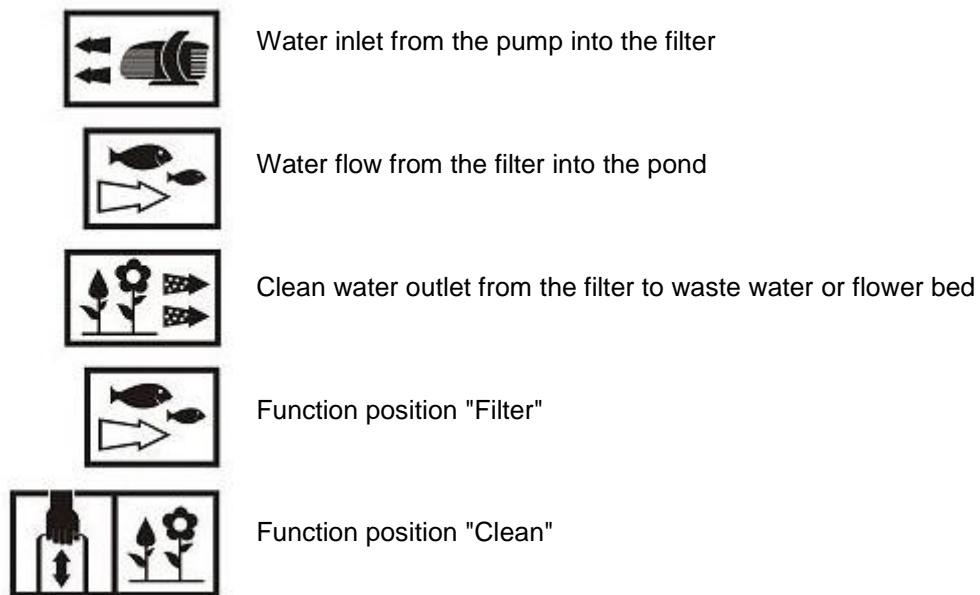 Water inlet from the pump into the filter
Water flow from the filter into the pond
Clean water outlet from the filter to waste water or flower bed
Function position "Filter"
Function position "Clean"